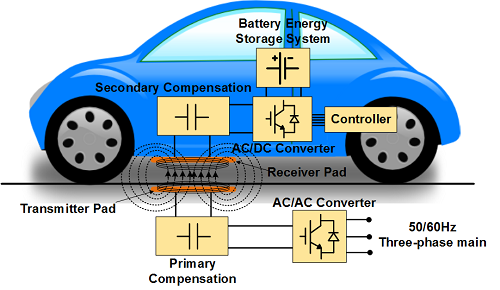 Battery Energy
Storage System
Secondary Compensation
Controller
AC/DC Converter
Receiver Pad
Transmitter Pad
AC/AC Converter
50/60Hz
Three-phase main
Primary
Compensation